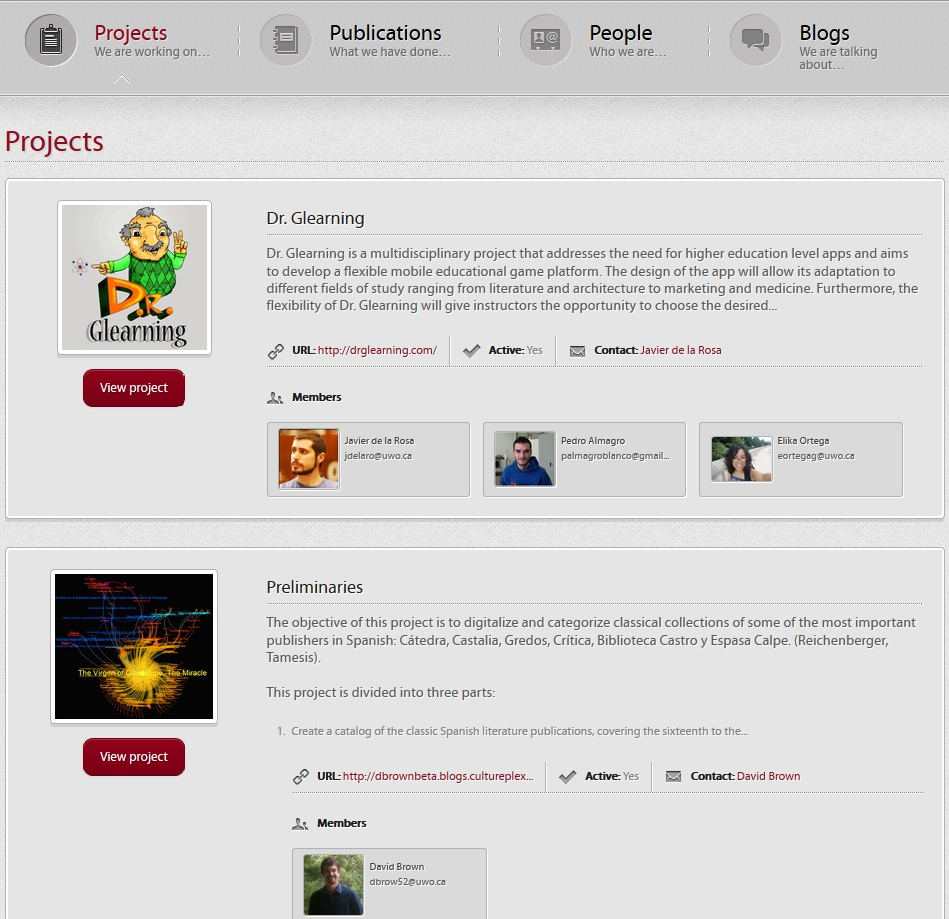 Projects
We are working on...
Publications
What we have done...
People
Who we are...
Blogs
We are talking
about...
Projects
D.R.
Glearning
View project
Dr. Glearning
Dr. Glearning is a multidisciplinary project that addresses the need for higher education level apps and aims
to develop a flexible mobile educational game platform. The design of the app will allow its adaptation to
different fields of study ranging from literature and architecture to marketing and medicine. Furthermore, the
flexibility of Dr. Glearning will give instructors the opportunity to choose the desired...
URL: http://drglearning.com/
Active: Yes
Contact: Javier de la Rosa
Members
Javier de la Rosa
jdelaro@uwo.ca
Pedro Almagro
palmagroblanco@gmail...
Elika Ortega
eortegag@uwo.ca
The Virgen of The Miracle
View project
Preliminaries
The objective of this project is to digitalize and categorize classical collections of some of the most important
publishers in Spanish: Cátedra, Castalia, Gredos, Crítica, Biblioteca Castro y Espasa Calpe. (Reichenberger,
Tamesis).
This project is divided into three parts:
1. Create a catalog of the classic Spanish literature publications, covering the sixteenth to the...
URL: http://dbrownbeta.blogs.cultureplex...
Active: Yes
Contact: David Brown
Members
David Brown
dbrow52@uwo.ca